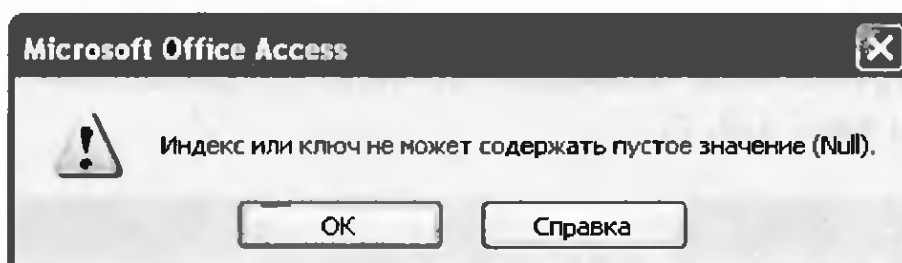 Microsoft Office Access
Индекс или ключ не может содержать пустое значение (Null).
ОК
Справка